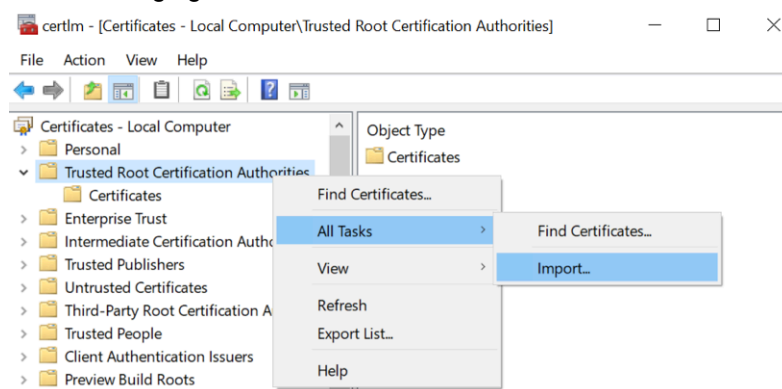 certlm - [Certificates - Local Computer\Trusted Root Certification Authorities]
File Action View Help
Certificates - Local Computer
Personal
Trusted Root Certification Authorities
Certificates
Enterprise Trust
Intermediate Certification
Trusted Publishers
Untrusted Certificates
Third-Party Root Certification A
Trusted People
Client Authentication Issuers
Preview Build Roots
Object Type
Certificates
Find Certificates...
All Tasks
View
Refresh
Export List...
Help
Find Certificates...
Import...